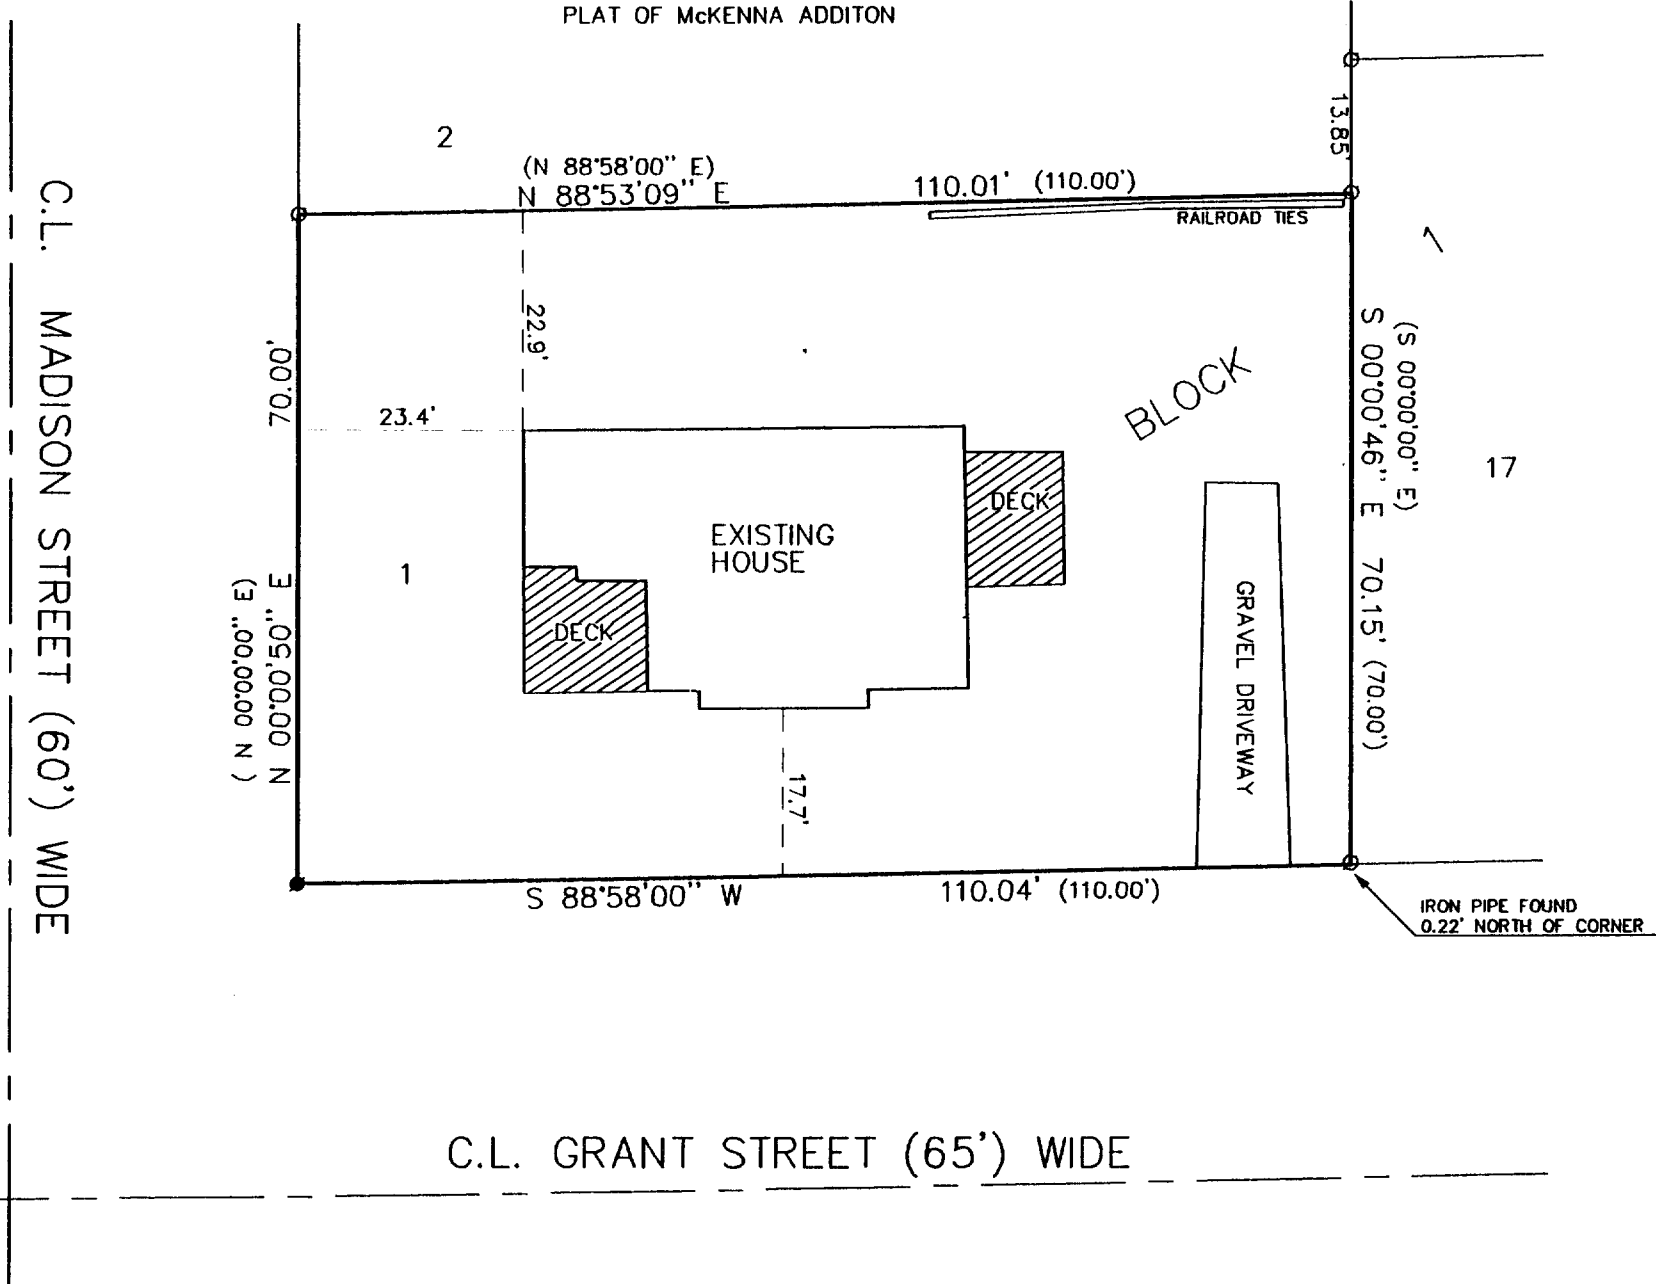 PLAT OF McKENNA ADDITON
2
(N 88°58'00" E)
N 88°53'09" E
110.01' (110.00')
13.85'
RAILROAD TIES
1
C.L. MADISON STREET (60') WIDE
70.00'
N 00°00'50" E
( N 00°00'00" E)
22.9'
23.4'
BLOCK
S 00°00'46" E 70.15' (70.00')
(S 00°00'00" E)
17
EXISTING
HOUSE
DECK
DECK
1
GRAVEL DRIVEWAY
17.7'
S 88°58'00" W
110.04' (110.00')
IRON PIPE FOUND
0.22' NORTH OF CORNER
C.L. GRANT STREET (65') WIDE